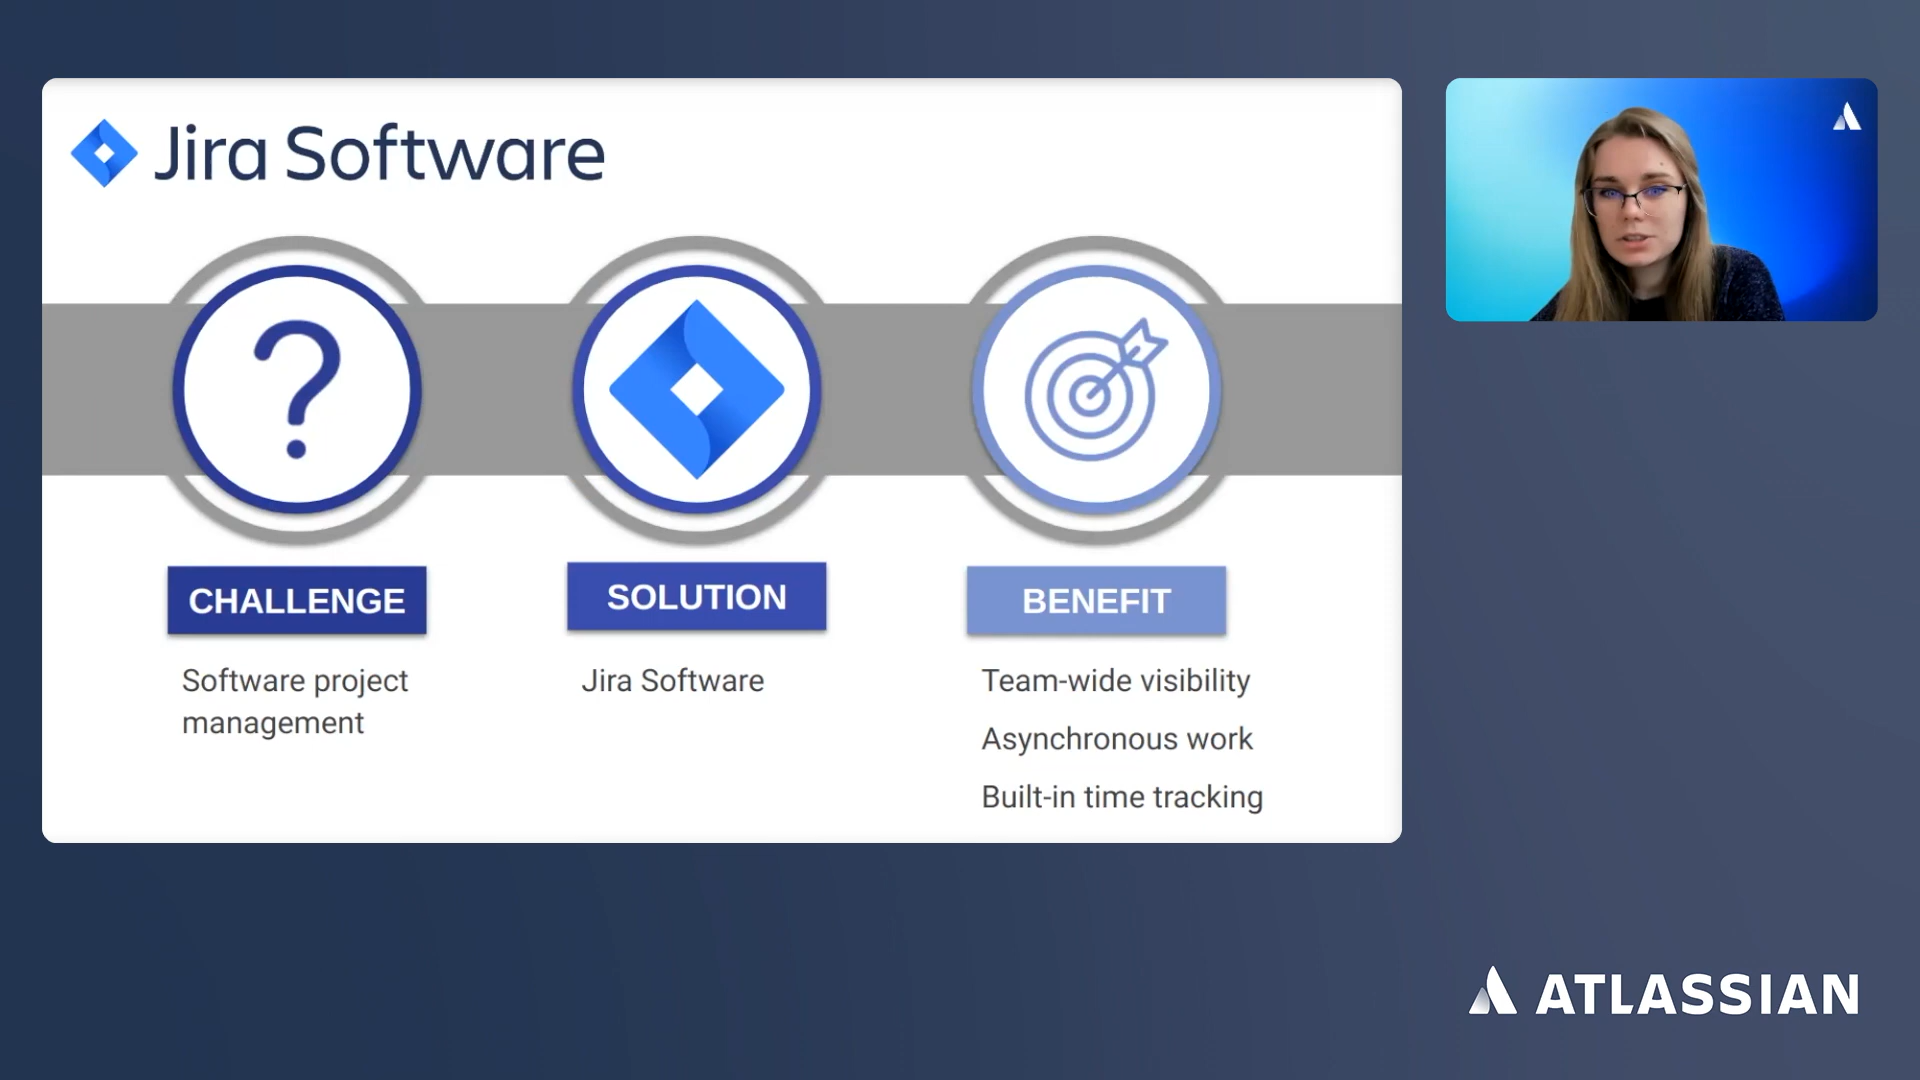 Jira Software
?
CHALLENGE
Software project
management
SOLUTION
Jira Software
BENEFIT
Team-wide visibility
Asynchronous work
Built-in time tracking
ATLASSIAN